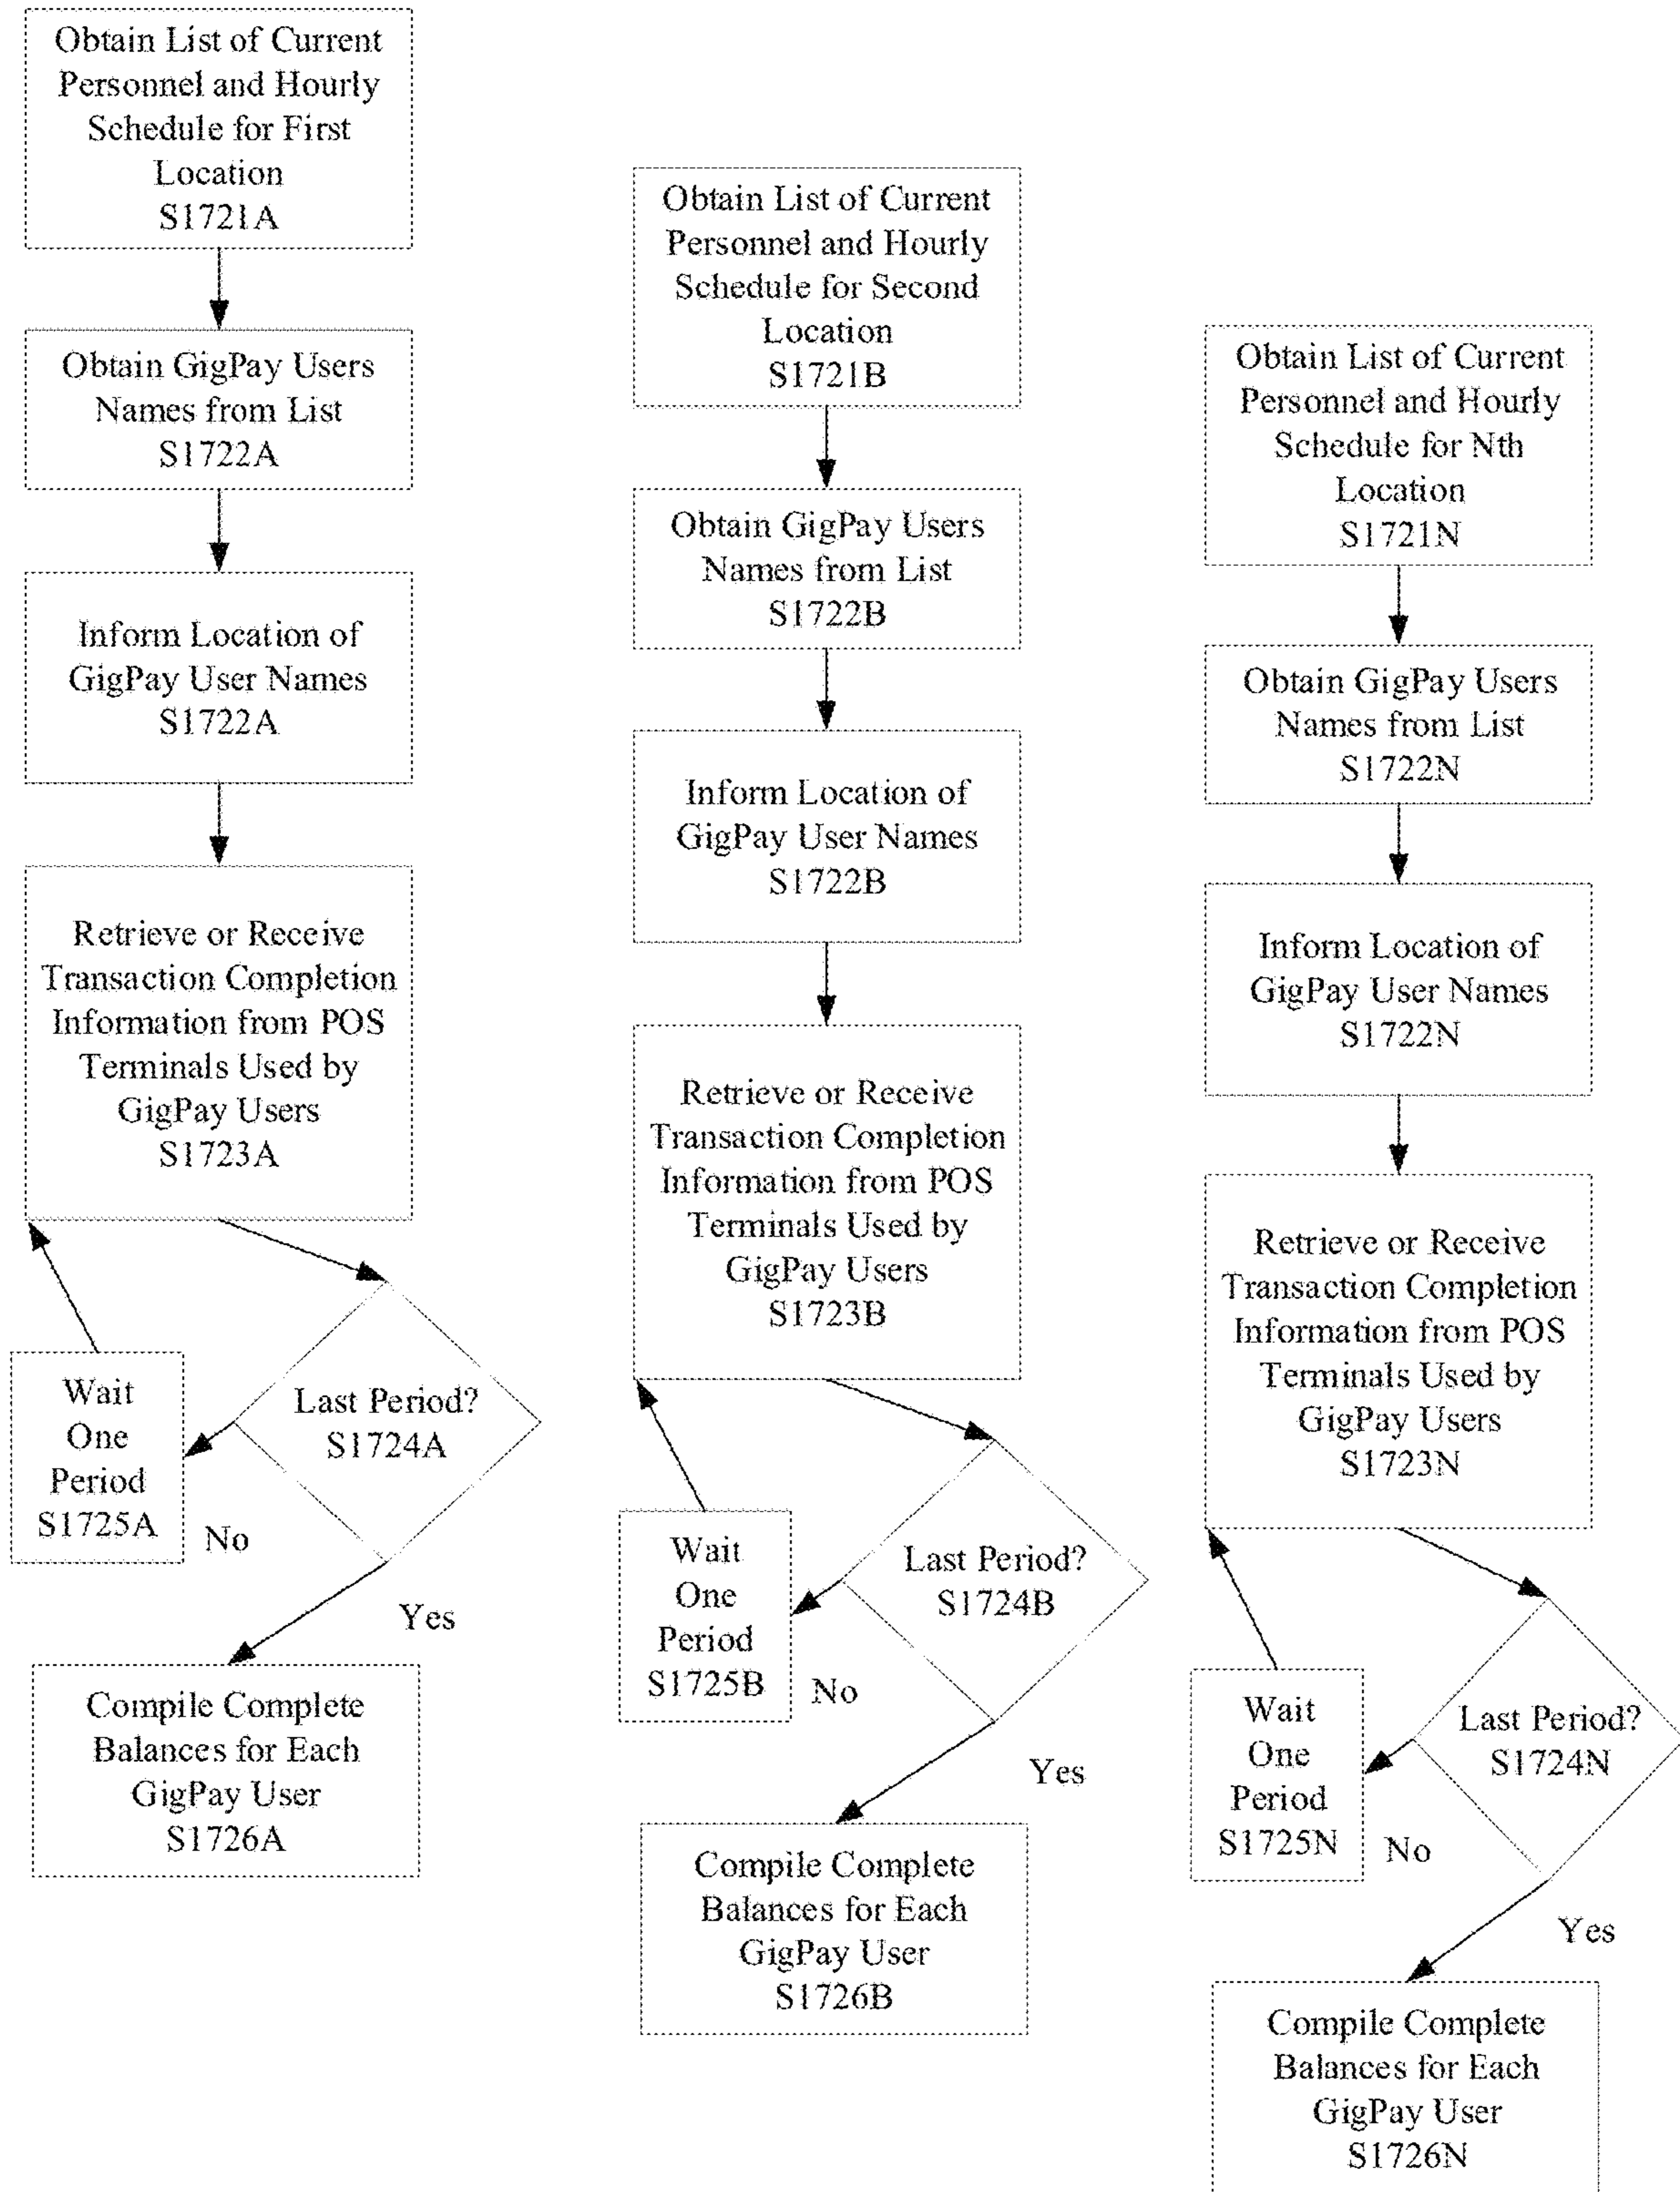 Obtain List of Current
Personnel and Hourly
Schedule for First
Location
S1721A
Obtain GigPay Users
Names from List
S1722A
Inform Location of
GigPay User Names
S1722A
Retrieve or Receive
Transaction Completion
Information from POS
Terminals Used by
GigPay Users
S1723A
Last Period?
S1724A
Wait
One
Period
S1725A
No
Yes
Compile Complete
Balances for Each
GigPay User
S1726A
Obtain List of Current
Personnel and Hourly
Schedule for Second
Location
S1721B
Obtain GigPay Users
Names from List
S1722B
Inform Location of
GigPay User Names
S1722B
Retrieve or Receive
Transaction Completion
Information from POS
Terminals Used by
GigPay Users
S1723B
Last Period?
S1724B
Wait
One
Period
S1725B
No
Yes
Compile Complete
Balances for Each
GigPay User
S1726B
Obtain List of Current
Personnel and Hourly
Schedule for Nth
Location
S1721N
Obtain GigPay Users
Names from List
S1722N
Inform Location of
GigPay User Names
S1722N
Retrieve or Receive
Transaction Completion
Information from POS
Terminals Used by
GigPay Users
S1723N
Last Period?
S1724N
Wait
One
Period
S1725N
No
Yes
Compile Complete
Balances for Each
GigPay User
S1726N